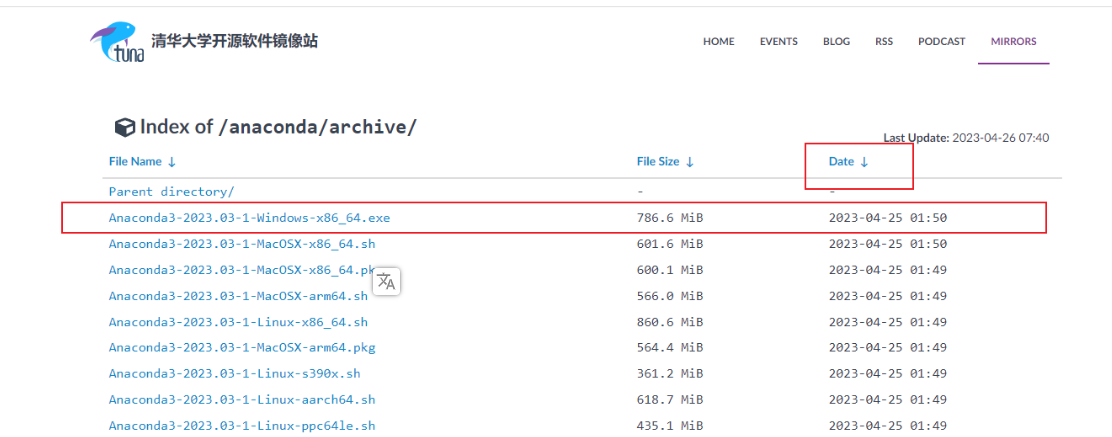 tuna 清华大学开源软件镜像站 HOME EVENTS BLOG RSS PODCAST MIRRORS
Index of /anaconda/archive/
Last Update: 2023-04-26 07:40
File Name ↓ File Size ↓ Date ↓
Parent directory/ - -
Anaconda3-2023.03-1-Windows-x86_64.exe 786.6 MiB 2023-04-25 01:50
Anaconda3-2023.03-1-MacOSX-x86_64.sh 601.6 MiB 2023-04-25 01:50
Anaconda3-2023.03-1-MacOSX-x86_64.pk 600.1 MiB 2023-04-25 01:49
Anaconda3-2023.03-1-MacOSX-arm64.sh 566.0 MiB 2023-04-25 01:49
Anaconda3-2023.03-1-Linux-x86_64.sh 860.6 MiB 2023-04-25 01:49
Anaconda3-2023.03-1-MacOSX-arm64.pkg 564.4 MiB 2023-04-25 01:49
Anaconda3-2023.03-1-Linux-s390x.sh 361.2 MiB 2023-04-25 01:49
Anaconda3-2023.03-1-Linux-aarch64.sh 618.7 MiB 2023-04-25 01:49
Anaconda3-2023.03-1-Linux-ppc64le.sh 435.1 MiB 2023-04-25 01:49